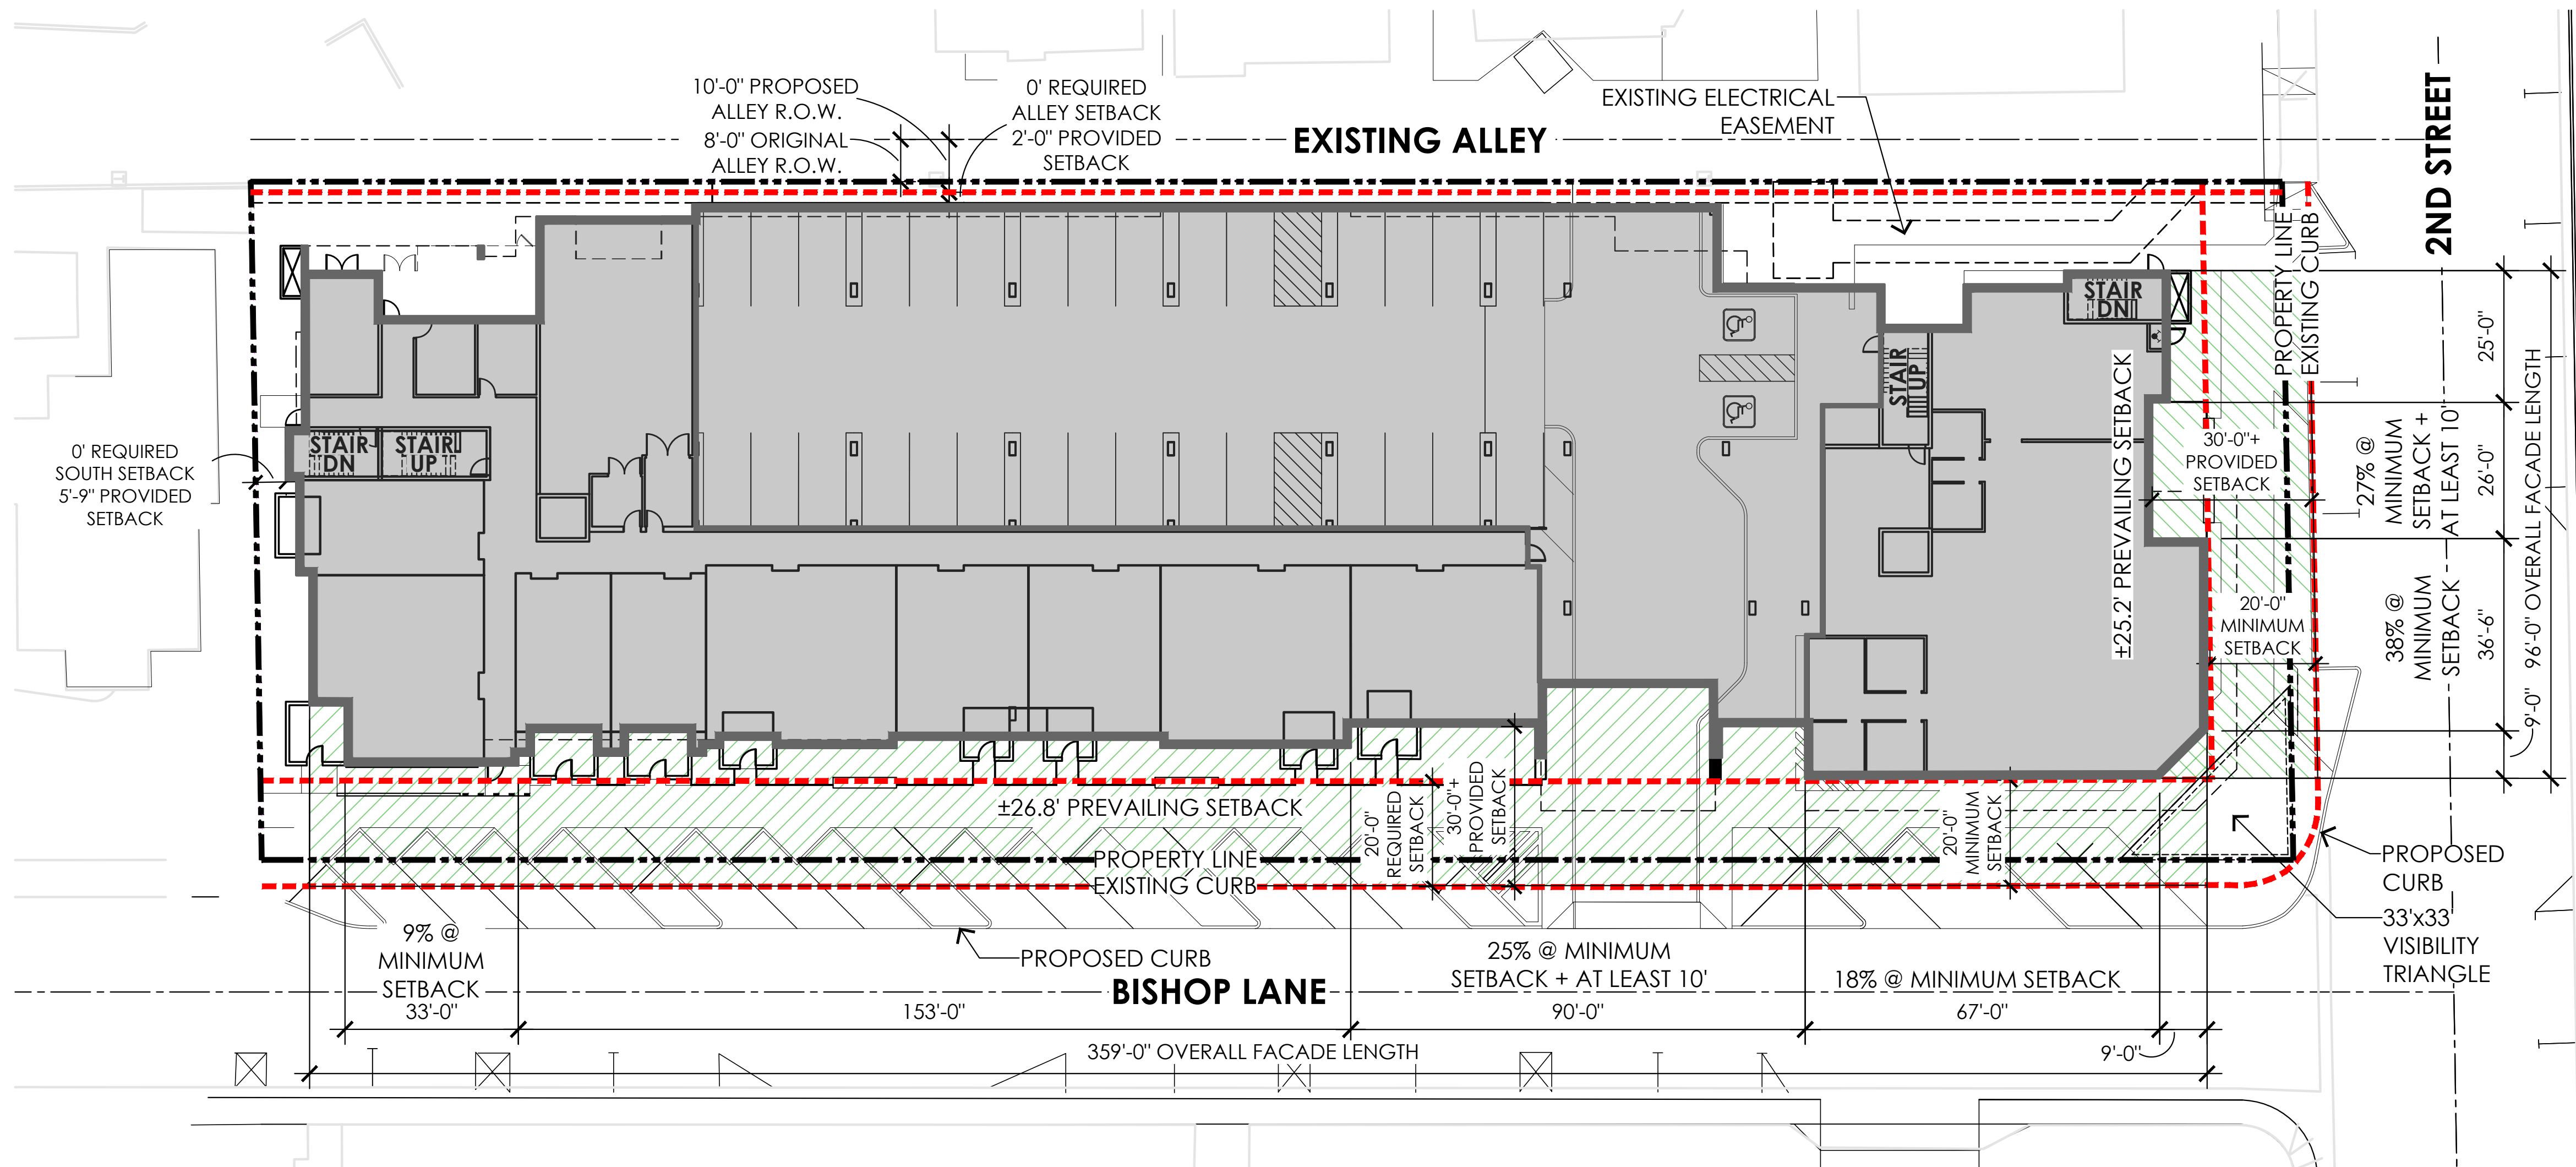 10'-0" PROPOSED
ALLEY R.O.W.
8'-0" ORIGINAL
ALLEY R.O.W.
0' REQUIRED
ALLEY SETBACK
2'-0" PROVIDED
SETBACK
EXISTING ALLEY
EXISTING ELECTRICAL
EASEMENT
2ND STREET
PROPERTY LINE
EXISTING CURB
STAIR
DN
STAIR
UP
±25.2' PREVAILING SETBACK
30'-0"+
PROVIDED
SETBACK
25'-0"
27% @
MINIMUM
SETBACK +
AT LEAST 10'
26'-0"
96'-0" OVERALL FACADE LENGTH
0' REQUIRED
SOUTH SETBACK
5'-9" PROVIDED
SETBACK
STAIR
DN
STAIR
UP
20'-0"
MINIMUM
SETBACK
38% @
MINIMUM
SETBACK
36'-6"
9'-0"
±26.8' PREVAILING SETBACK
20'-0"
REQUIRED
SETBACK
30'-0"+
PROVIDED
SETBACK
20'-0"
MINIMUM
SETBACK
PROPERTY LINE
EXISTING CURB
PROPOSED
CURB
33'x33'
VISIBILITY
TRIANGLE
9% @
MINIMUM
SETBACK
33'-0"
PROPOSED CURB
BISHOP LANE
25% @ MINIMUM
SETBACK + AT LEAST 10'
18% @ MINIMUM SETBACK
153'-0"
90'-0"
67'-0"
359'-0" OVERALL FACADE LENGTH
9'-0"